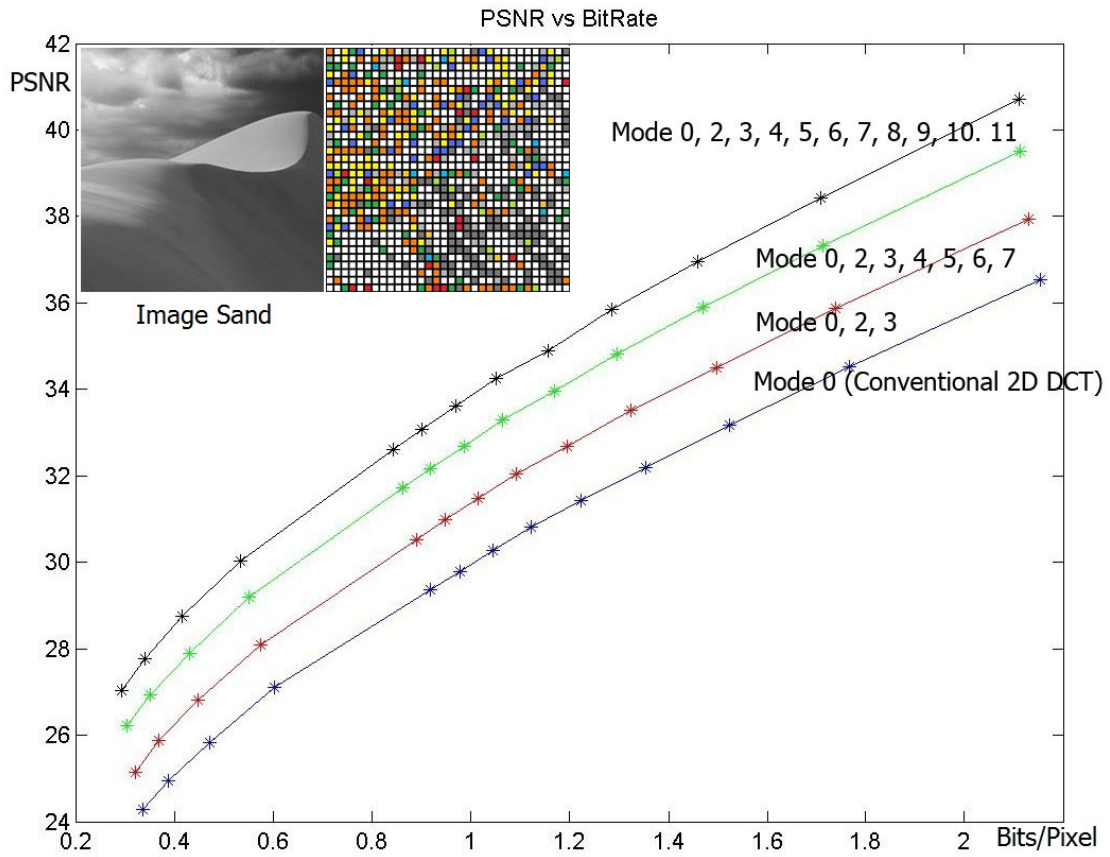 PSNR vs BitRate
42
PSNR
40
Mode 0, 2, 3, 4, 5, 6, 7, 8, 9, 10. 11
38
Mode 0, 2, 3, 4, 5, 6, 7
36
Image Sand
Mode 0, 2, 3
34
Mode 0 (Conventional 2D DCT)
32
30
28
26
24
0.2 0.4 0.6 0.8 1 1.2 1.4 1.6 1.8 2 Bits/Pixel